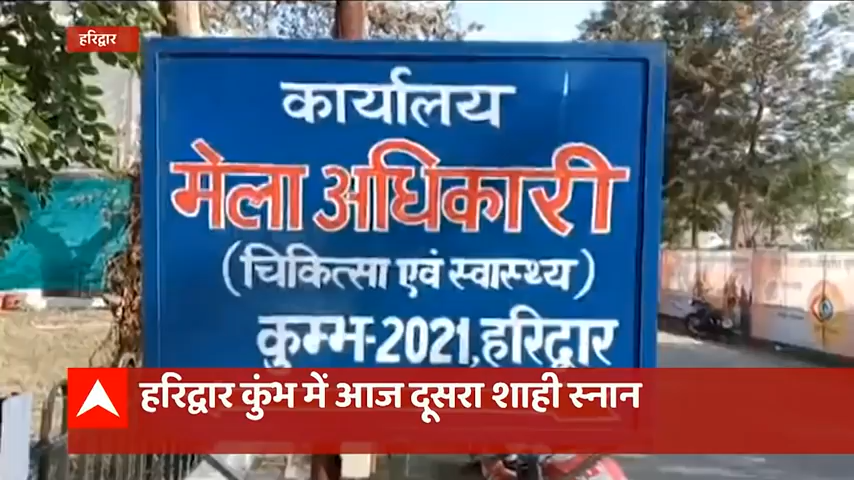 हरिद्वार
कार्यालय
मेला अधिकारी
(चिकित्सा एवं स्वास्थ्य)
कुम्भ-2021,हरिद्वार
हरिद्वार कुंभ में आज दूसरा शाही स्नान